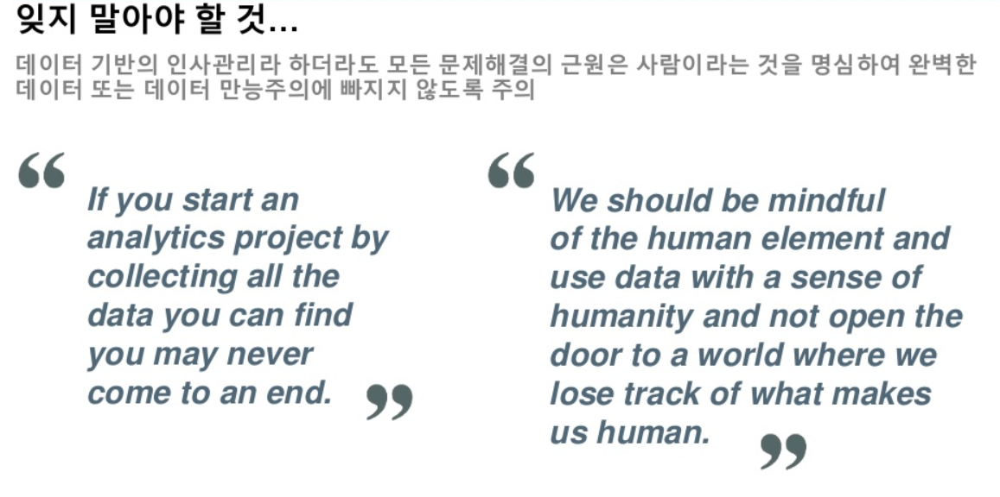 잊지 말아야 할 것...
데이터 기반의 인사관리라 하더라도 모든 문제해결의 근원은 사람이라는 것을 명심하여 완벽한
데이터 또는 데이터 만능주의에 빠지지 않도록 주의
“
If you start an
analytics project by
collecting all the
data you can find
you may never
come to an end. ”
“
We should be mindful
of the human element and
use data with a sense of
humanity and not open the
door to a world where we
lose track of what makes
us human. ”